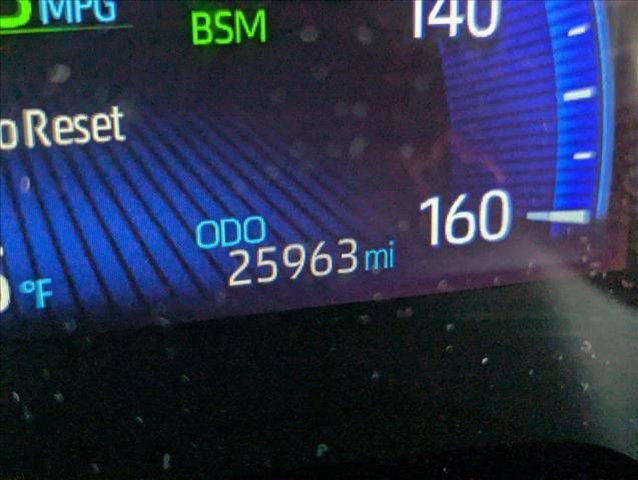 MPG
BSM
140
o Reset
160
ODO
25963 mi
°F